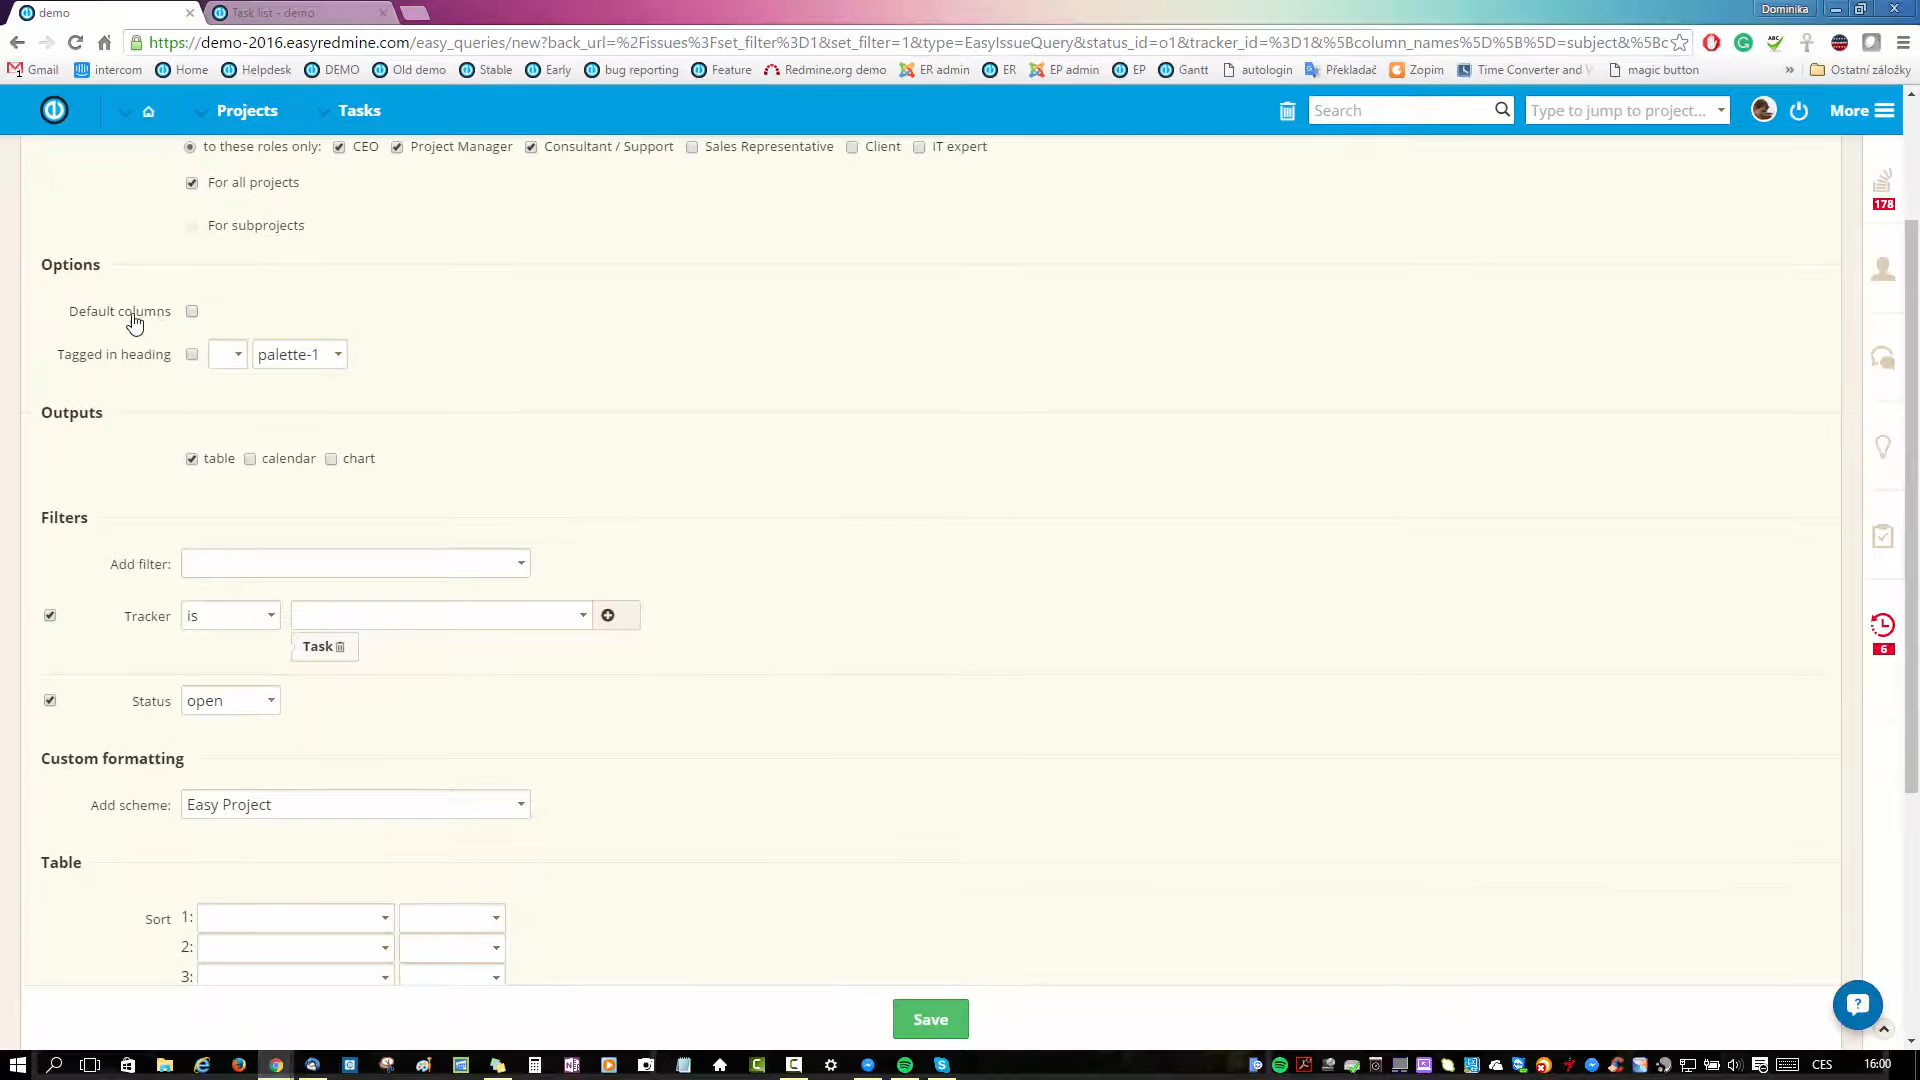 demo
Task list - demo
Dominika
https://demo-2016.easyredmine.com/easy_queries/new?back_url=%2Fissues%3Fset_filter%3D1&set_filter=1&type=EasyIssueQuery&status_id=o1&tracker_id=%3D1&%5Bcolumn_names%5D%5B%5D=subject&%5Bc
Gmail
intercom
Home
Helpdesk
DEMO
Old demo
Stable
Early
bug reporting
Feature
Redmine.org demo
ER admin
ER
EP admin
EP
Gantt
autologin
Překladač
Zopim
Time Converter and
magic button
»
Ostatní záložky
Projects
Tasks
Search
Type to jump to project...
More
to these roles only: CEO Project Manager Consultant / Support Sales Representative Client IT expert
For all projects
For subprojects
178
Options
Default columns
Tagged in heading palette-1
Outputs
table calendar chart
Filters
Add filter:
Tracker is
Task
6
Status open
Custom formatting
Add scheme: Easy Project
Table
Sort 1:
2:
3:
Save
CES
16:00